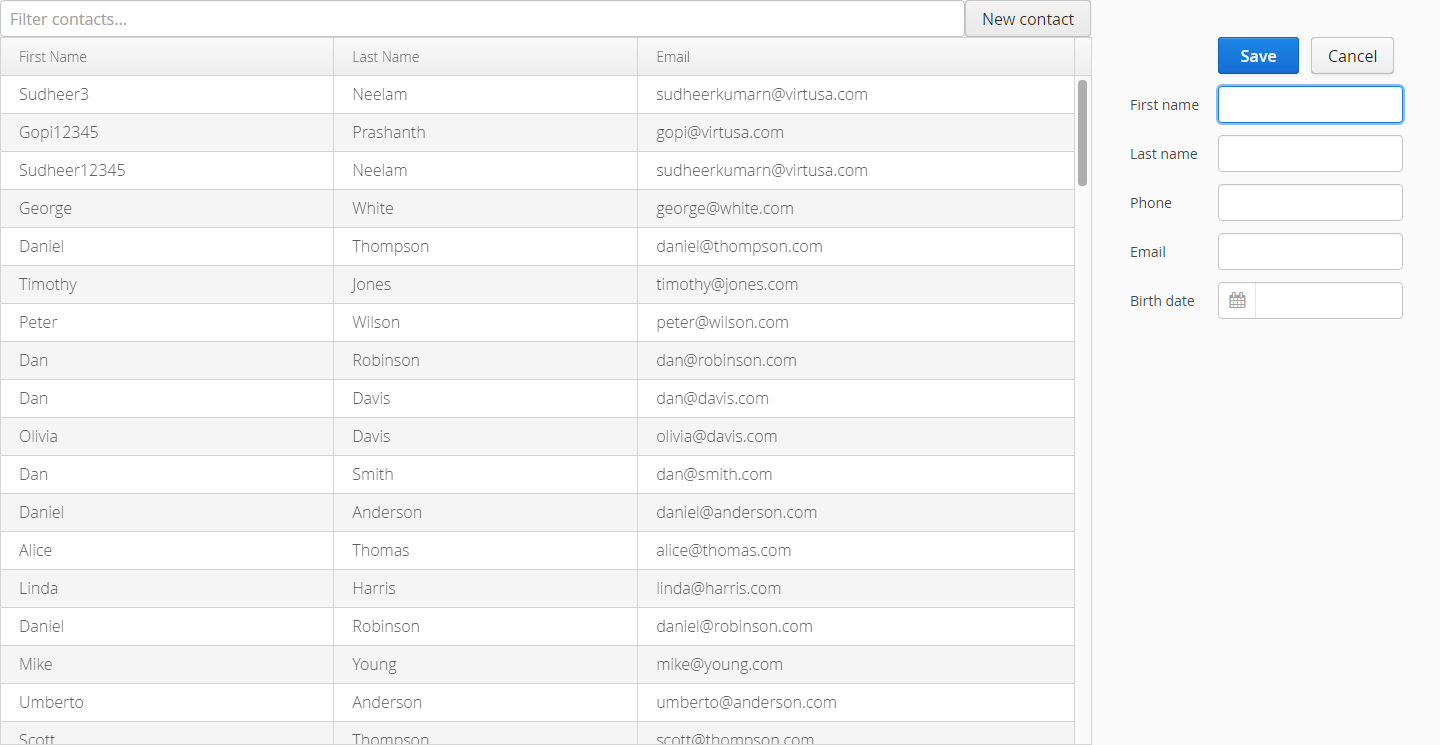 Filter contacts... New contact
First Name Last Name Email
Sudheer3 Neelam sudheerkumarn@virtusa.com
Gopi12345 Prashanth gopi@virtusa.com
Sudheer12345 Neelam sudheerkumarn@virtusa.com
George White george@white.com
Daniel Thompson daniel@thompson.com
Timothy Jones timothy@jones.com
Peter Wilson peter@wilson.com
Dan Robinson dan@robinson.com
Dan Davis dan@davis.com
Olivia Davis olivia@davis.com
Dan Smith dan@smith.com
Daniel Anderson daniel@anderson.com
Alice Thomas alice@thomas.com
Linda Harris linda@harris.com
Daniel Robinson daniel@robinson.com
Mike Young mike@young.com
Umberto Anderson umberto@anderson.com
Scott Thompson scott@thompson.com
Save Cancel
First name
Last name
Phone
Email
Birth date